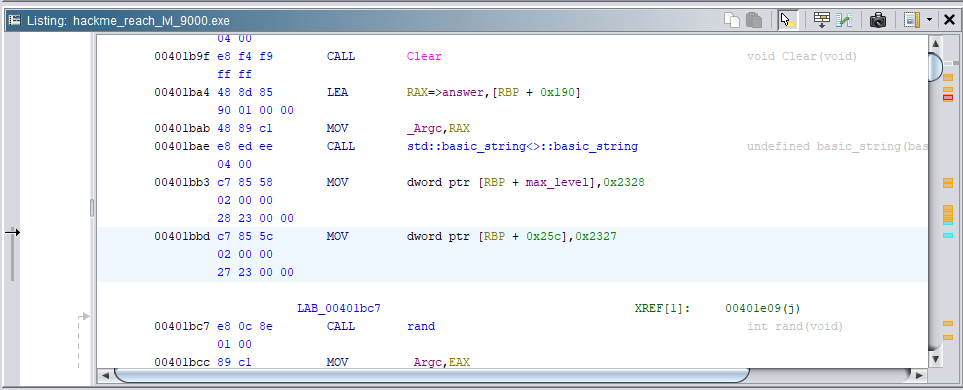 Listing: hackme_reach_lvl_9000.exe
04 00
00401b9f e8 f4 f9 CALL Clear void Clear(void)
ff ff
00401ba4 48 8d 85 LEA RAX=>answer,[RBP + 0x190]
90 01 00 00
00401bab 48 89 c1 MOV _Argc,RAX
00401bae e8 ed ee CALL std::basic_string<>::basic_string undefined basic_string(bas
04 00
00401bb3 c7 85 58 MOV dword ptr [RBP + max_level],0x2328
02 00 00
28 23 00 00
00401bbd c7 85 5c MOV dword ptr [RBP + 0x25c],0x2327
02 00 00
27 23 00 00
LAB_00401bc7 XREF[1]: 00401e09(j)
00401bc7 e8 0c 8e CALL rand int rand(void)
01 00
00401bcc 89 c1 MOV _Argc,EAX